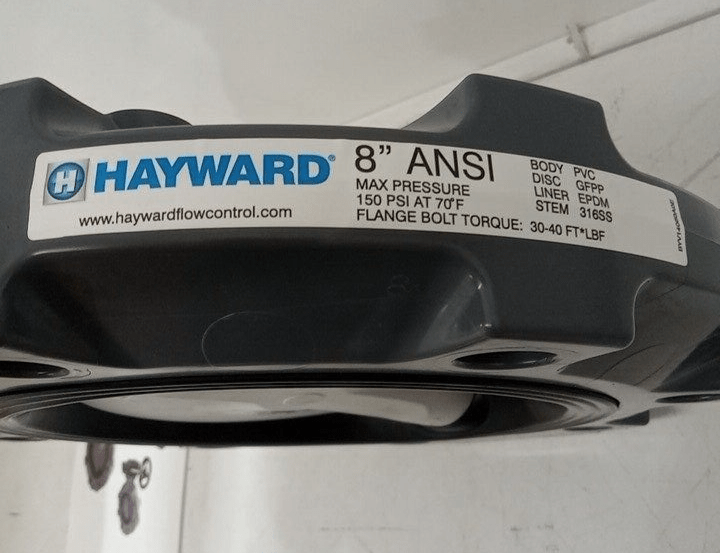 H HAYWARD®
www.haywardflowcontrol.com
8" ANSI
MAX PRESSURE
150 PSI AT 70°F
FLANGE BOLT TORQUE: 30-40 FT*LBF
BODY PVC
DISC GFPP
LINER EPDM
STEM 316SS